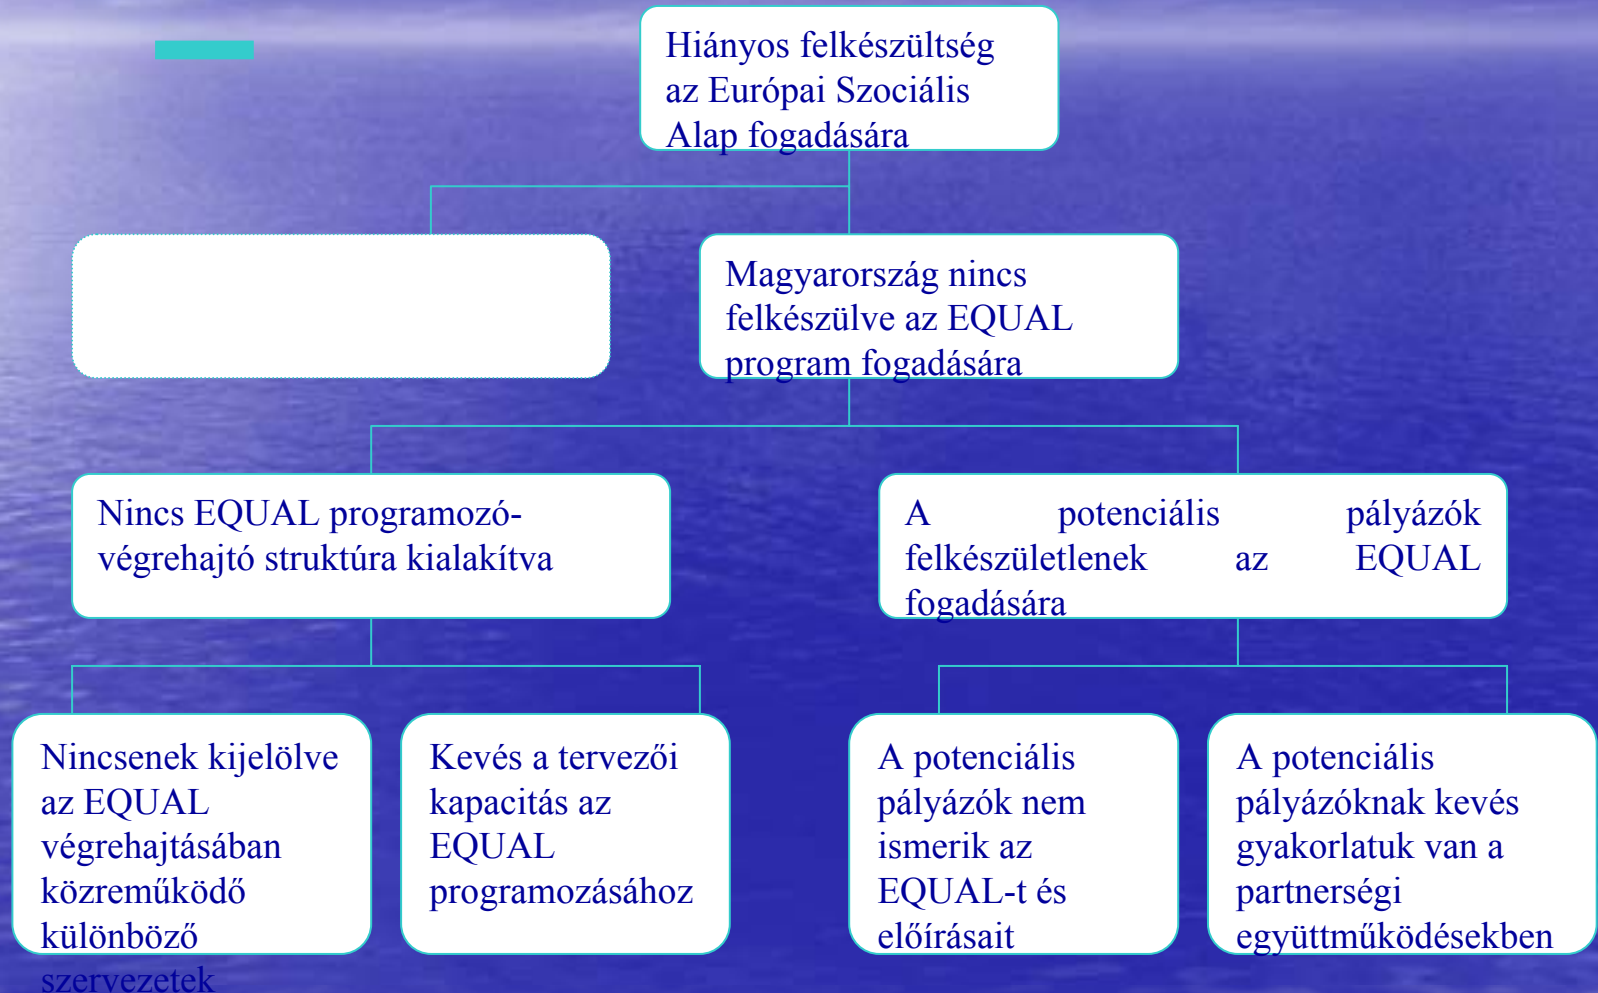 Hiányos felkészültség
az Európai Szociális
Alap fogadására
Magyarország nincs
felkészülve az EQUAL
program fogadására
Nincs EQUAL programozó-
végrehajtó struktúra kialakítva
A potenciális pályázók
felkészületlenek az EQUAL
fogadására
Nincsenek kijelölve
az EQUAL
végrehajtásában
közreműködő
különböző
szervezetek
Kevés a tervezői
kapacitás az
EQUAL
programozásához
A potenciális
pályázók nem
ismerik az
EQUAL-t és
előírásait
A potenciális
pályázóknak kevés
gyakorlatuk van a
partnerségi
együttműködésekben